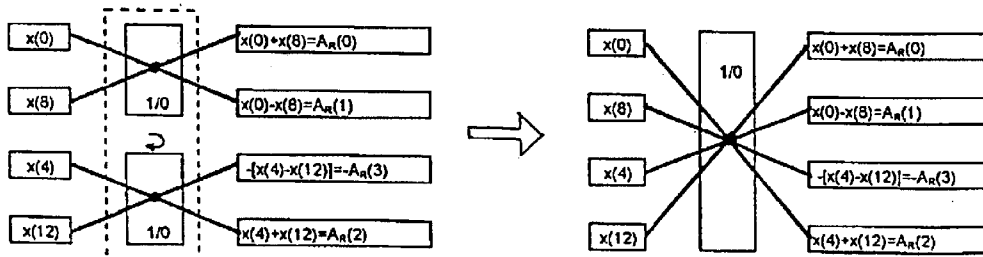 x(0)
x(0)+x(8)=A_R(0)
x(8)
1/0
x(0)-x(8)=A_R(1)
x(4)
-[x(4)-x(12)]=-A_R(3)
x(12)
1/0
x(4)+x(12)=A_R(2)
x(0)
1/0
x(0)+x(8)=A_R(0)
x(8)
x(0)-x(8)=A_R(1)
x(4)
-[x(4)-x(12)]=-A_R(3)
x(12)
x(4)+x(12)=A_R(2)